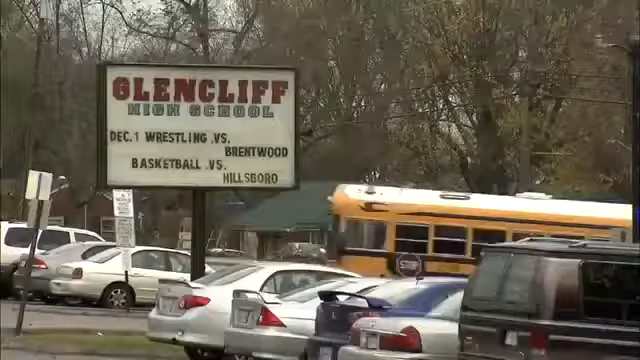 GLENCLIFF
HIGH SCHOOL
DEC. 1 WRESTLING .VS.
BRENTWOOD
BASKETBALL .VS.
HILLSBORO